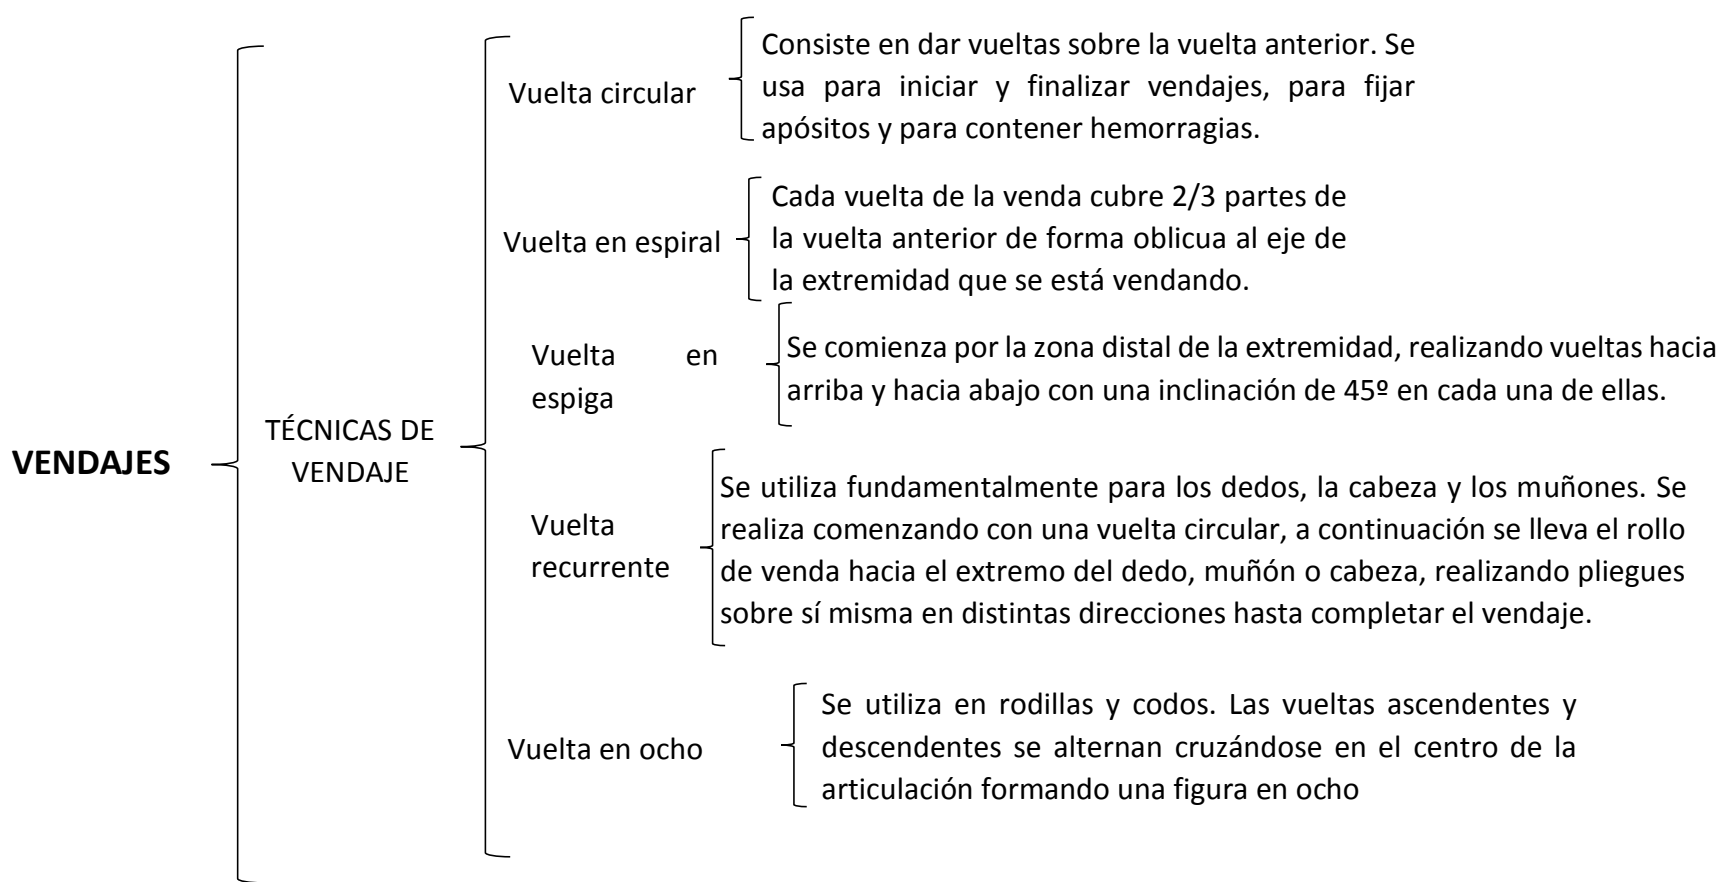 VENDAJES
TÉCNICAS DE
VENDAJE
Vuelta circular
Consiste en dar vueltas sobre la vuelta anterior. Se
usa para iniciar y finalizar vendajes, para fijar
apósitos y para contener hemorragias.
Vuelta en espiral
Cada vuelta de la venda cubre 2/3 partes de
la vuelta anterior de forma oblicua al eje de
la extremidad que se está vendando.
Vuelta en
espiga
Se comienza por la zona distal de la extremidad, realizando vueltas hacia
arriba y hacia abajo con una inclinación de 45º en cada una de ellas.
Vuelta
recurrente
Se utiliza fundamentalmente para los dedos, la cabeza y los muñones. Se
realiza comenzando con una vuelta circular, a continuación se lleva el rollo
de venda hacia el extremo del dedo, muñón o cabeza, realizando pliegues
sobre sí misma en distintas direcciones hasta completar el vendaje.
Vuelta en ocho
Se utiliza en rodillas y codos. Las vueltas ascendentes y
descendentes se alternan cruzándose en el centro de la
articulación formando una figura en ocho